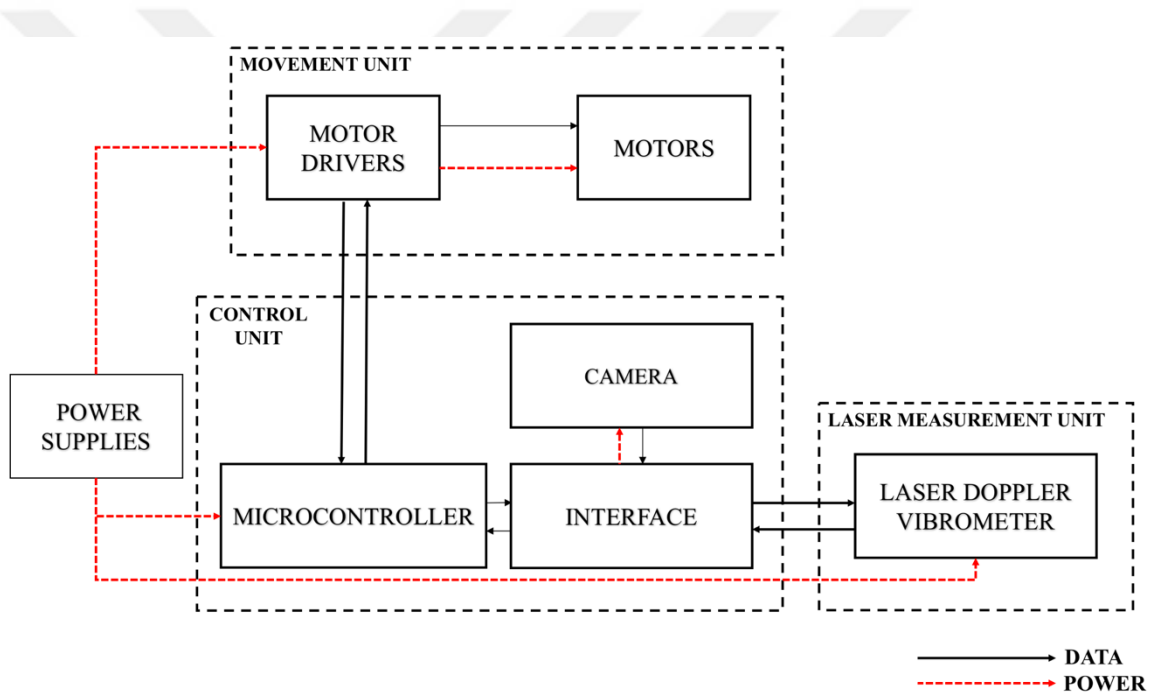 MOVEMENT UNIT
MOTOR
DRIVERS
MOTORS
CONTROL
UNIT
CAMERA
POWER
SUPPLIES
LASER MEASUREMENT UNIT
MICROCONTROLLER
INTERFACE
LASER DOPPLER
VIBROMETER
DATA
POWER